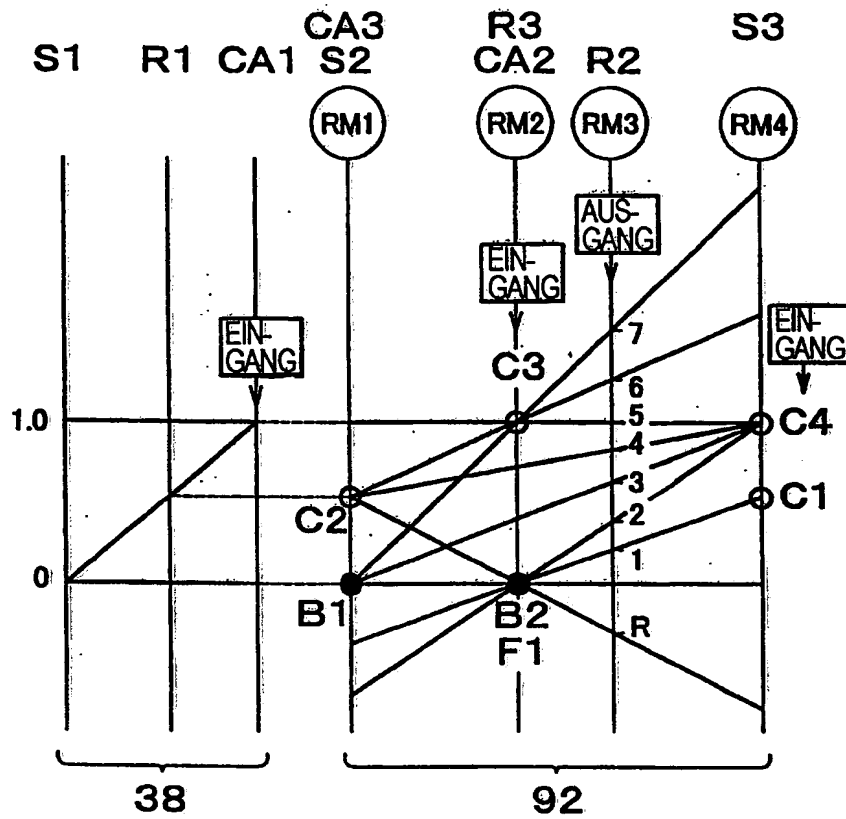 CA3 R3 S3
S1 R1 CA1 S2 CA2 R2
RM1 RM2 RM3 RM4
AUS-
GANG
EIN-
GANG
EIN-
GANG
EIN-
GANG
7
C3
6
1.0
5
C4
4
3
C2
2
C1
1
0
B1
B2
R
F1
38
92